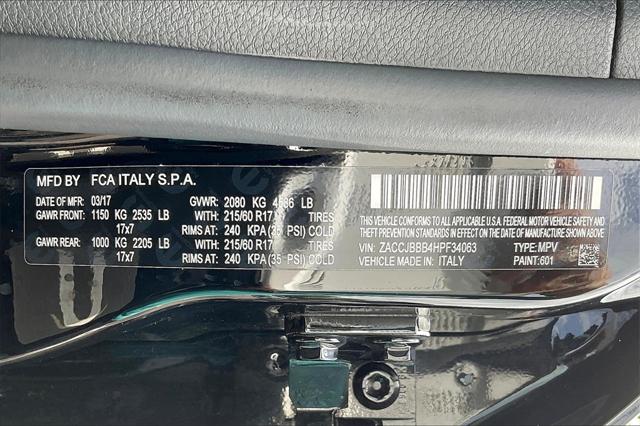 MFD BY FCA ITALY S.P.A.
DATE OF MFR: 03/17 GVWR: 2080 KG 4586 LB
GAWR FRONT: 1150 KG 2535 LB WITH 215/60 R17 TIRES
17x7 RIMS AT: 240 KPA (35 PSI) COLD
GAWR REAR: 1000 KG 2205 LB WITH 215/60 R17 TIRES
17x7 RIMS AT: 240 KPA (35 PSI) COLD
THIS VEHICLE CONFORMS TO ALL APPLICABLE U.S.A. FEDERAL MOTOR VEHICLE
SAFETY, BUMPER AND THEFT PREVENTION STANDARDS IN EFFECT ON THE DATE OF MANUFACTURE SHOWN ABOVE.
VIN: ZACCJBBB4HPF34063 TYPE: MPV
VEHICLE MADE IN: ITALY PAINT: 601